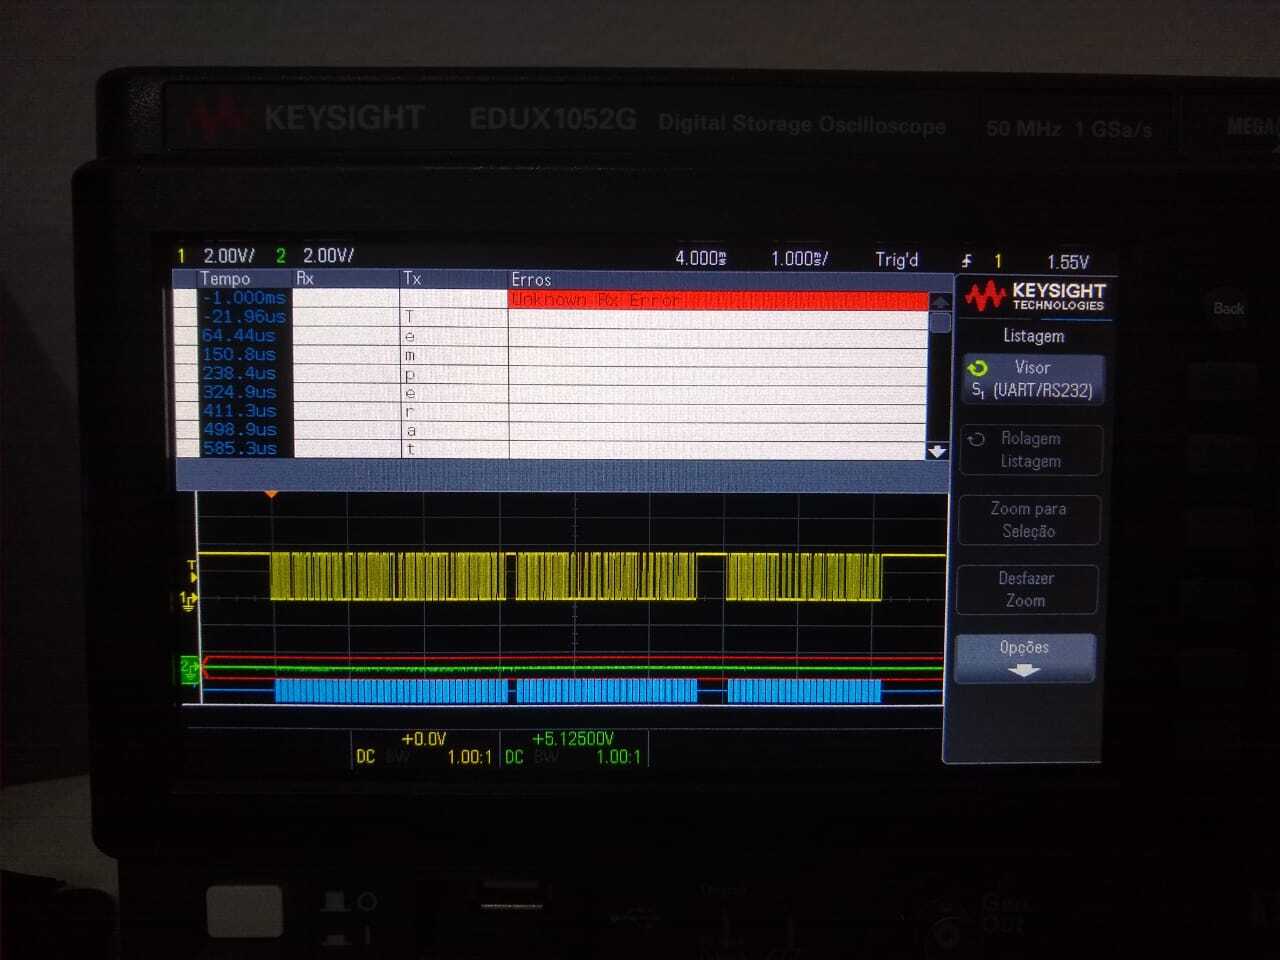 KEYSIGHT EDUX1052G Digital Storage Oscilloscope 50 MHz 1 GSa/s
1 2.00V/ 2 2.00V/ 4.000ms 1.000ms/ Trig'd 1 1.55V
Tempo Rx Tx Erros
-1.000ms Unknown Rx Error
-21.96us T
64.44us e
150.8us m
238.4us p
324.9us e
411.3us r
498.9us a
585.3us t
KEYSIGHT
TECHNOLOGIES
Listagem
Visor
S1 (UART/RS232)
Rolagem
Listagem
Zoom para
Seleção
Desfazer
Zoom
Opções
Back
T
1
2
+0.0V
DC BW 1.00:1
+5.12500V
DC BW 1.00:1
Gen
Out